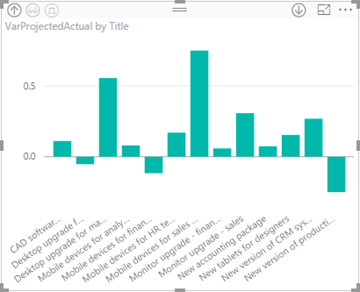 VarProjectedActual by Title
0.5
0.0
CAD softwar...
Desktop upgrade f...
Desktop upgrade for ma...
Mobile devices for analy...
Mobile devices for finan...
Mobile devices for HR te...
Mobile devices for sales ...
Monitor upgrade - finan...
Monitor upgrade - sales
New accounting package
New tablets for designers
New version of CRM sys...
New version of producti...